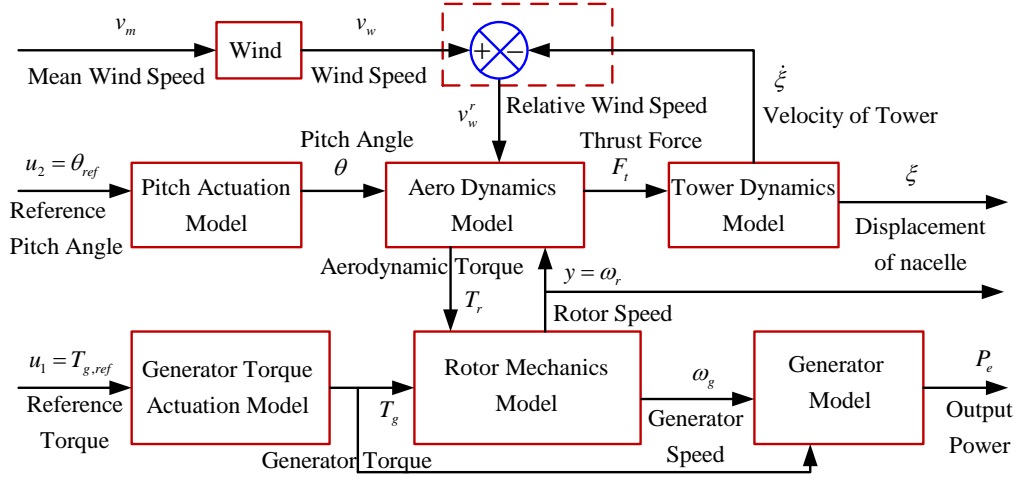 v_m
Wind
v_w
+
−
Mean Wind Speed
Wind Speed
ξ̇
Velocity of Tower
v_w^r
Relative Wind Speed
u_2 = θ_ref
Reference
Pitch Angle
Pitch Actuation
Model
Pitch Angle
θ
Aero Dynamics
Model
Thrust Force
F_t
Tower Dynamics
Model
ξ
Displacement
of nacelle
Aerodynamic Torque
T_r
y = ω_r
Rotor Speed
u_1 = T_g,ref
Reference
Torque
Generator Torque
Actuation Model
T_g
Generator Torque
Rotor Mechanics
Model
ω_g
Generator
Speed
Generator
Model
P_e
Output
Power